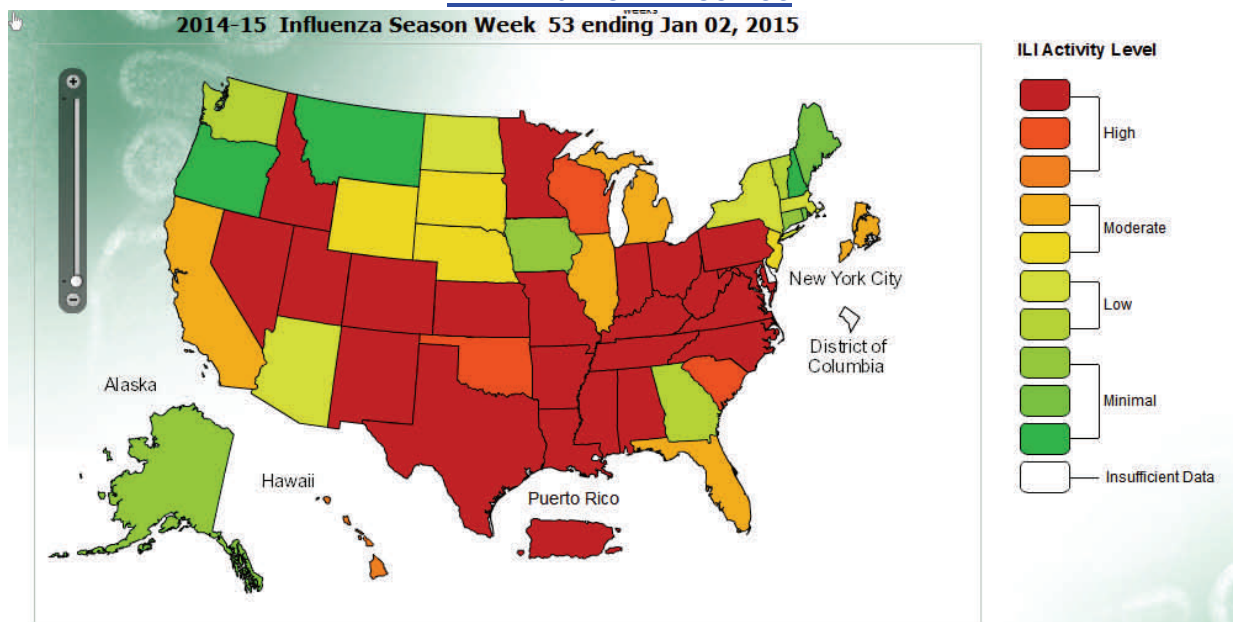 weeks
2014-15 Influenza Season Week 53 ending Jan 02, 2015
ILI Activity Level
High
Moderate
New York City
Low
District of
Columbia
Alaska
Minimal
Hawaii
Insufficient Data
Puerto Rico